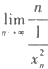 lim n→∞ n / (1 / x_n^2)